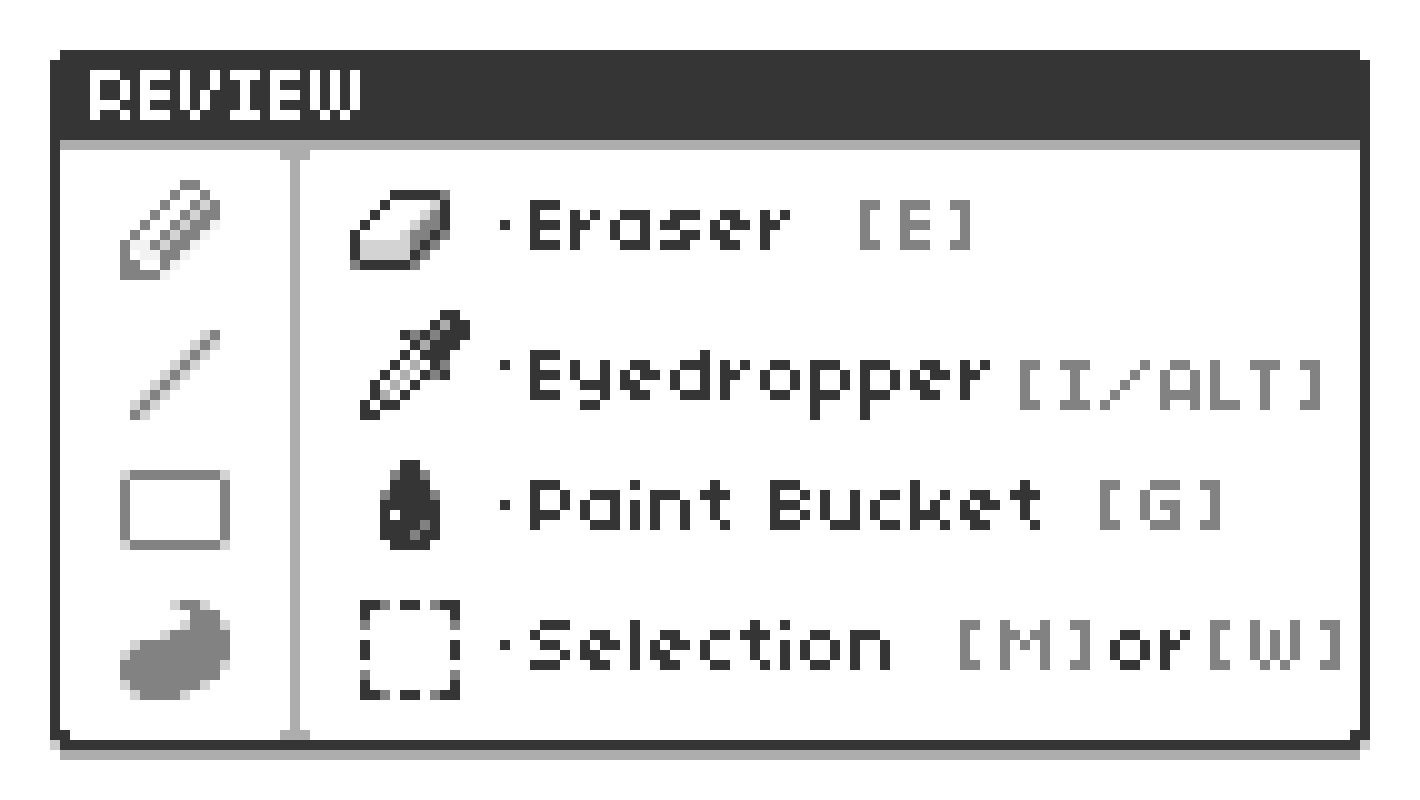 REVIEW
·Eraser [E]
·Eyedropper [I/ALT]
·Paint Bucket [G]
·Selection [M]or[W]